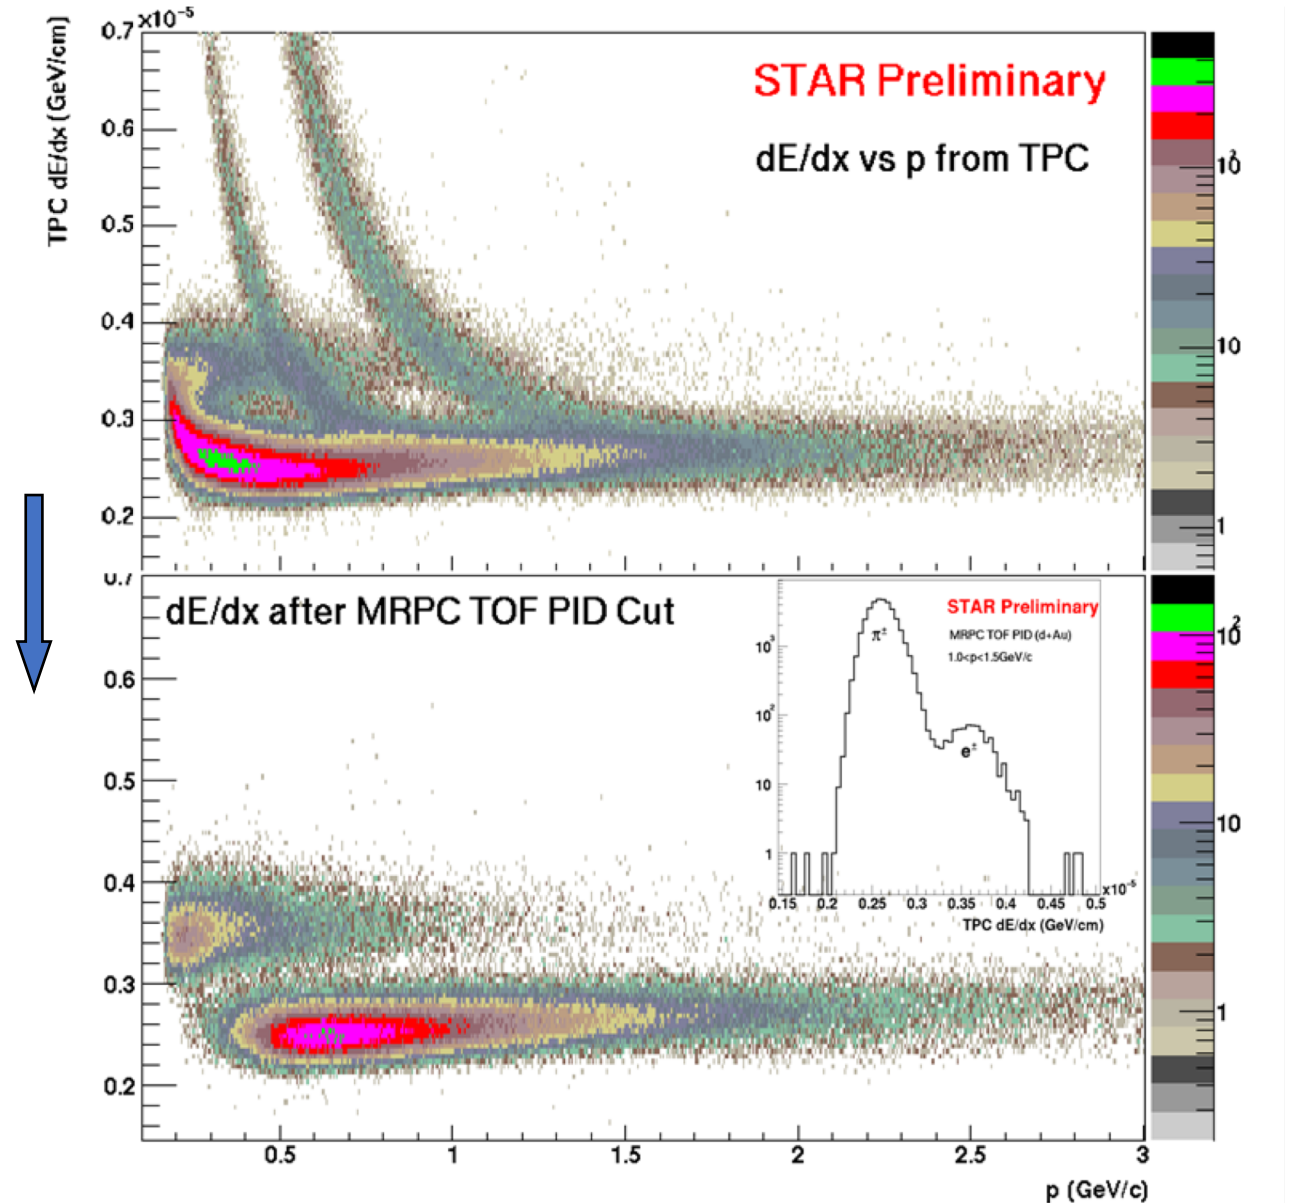 0.7
x10⁻⁵
TPC dE/dx (GeV/cm)
STAR Preliminary
dE/dx vs p from TPC
0.6
0.5
0.4
0.3
0.2
10²
10
1
0.7
dE/dx after MRPC TOF PID Cut
0.6
0.5
0.4
0.3
0.2
STAR Preliminary
MRPC TOF PID (d+Au)
1.0<p<1.5GeV/c
π±
e±
10³
10²
10
1
0.15 0.2 0.25 0.3 0.35 0.4 0.45 0.5
x10⁻⁵
TPC dE/dx (GeV/cm)
10²
10
1
0.5 1 1.5 2 2.5 3
p (GeV/c)